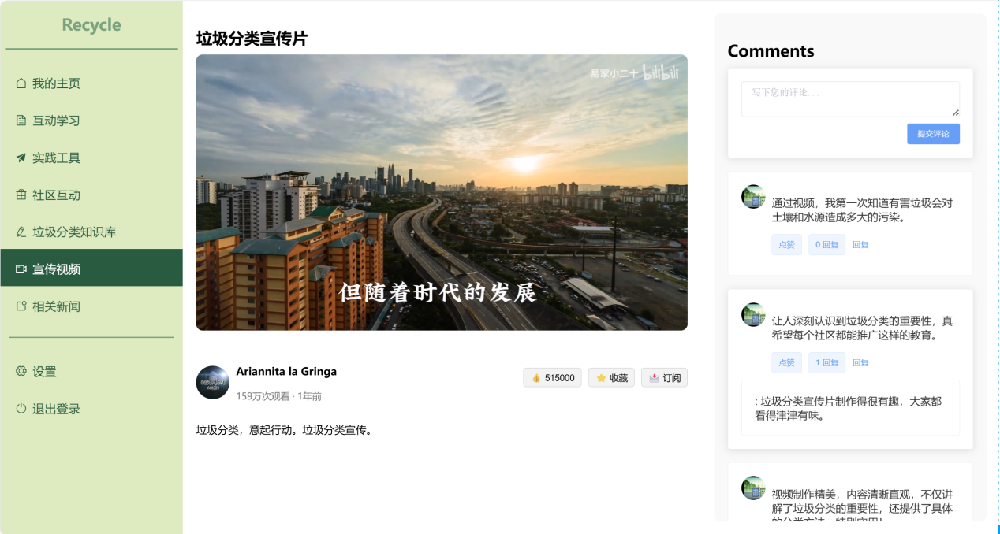 Recycle
我的主页
互动学习
实践工具
社区互动
垃圾分类知识库
宣传视频
相关新闻
设置
退出登录
垃圾分类宣传片
易家小二十 bilibili
但随着时代的发展
Ariannita la Gringa
159万次观看 · 1年前
515000
收藏
订阅
垃圾分类，意起行动。垃圾分类宣传。
Comments
写下您的评论...
提交评论
通过视频，我第一次知道有害垃圾会对
土壤和水源造成多大的污染。
点赞 0 回复 回复
让人深刻认识到垃圾分类的重要性，真
希望每个社区都能推广这样的教育。
点赞 1 回复 回复
: 垃圾分类宣传片制作得很有趣，大家都
看得津津有味。
视频制作精美，内容清晰直观，不仅讲
解了垃圾分类的重要性，还提供了具体
的分类方法，特别实用！